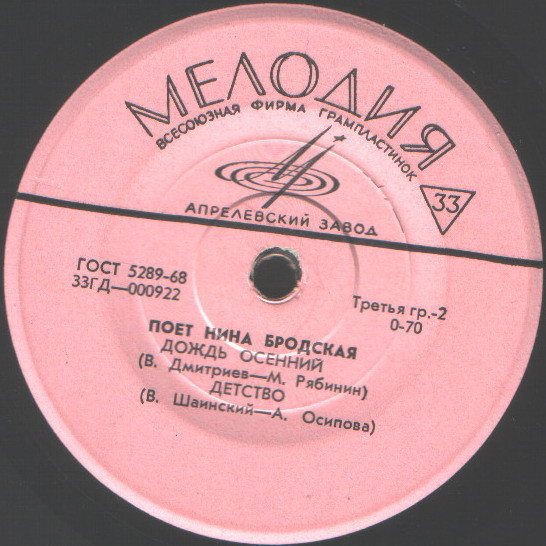 МЕЛОДИЯ
ВСЕСОЮЗНАЯ ФИРМА ГРАМПЛАСТИНОК
33
АПРЕЛЕВСКИЙ ЗАВОД
ГОСТ 5289-68
33ГД—000922
Третья гр.-2
0-70
ПОЕТ НИНА БРОДСКАЯ
ДОЖДЬ ОСЕННИЙ
(В. Дмитриев—М. Рябинин)
ДЕТСТВО
(В. Шаинский—А. Осипова)